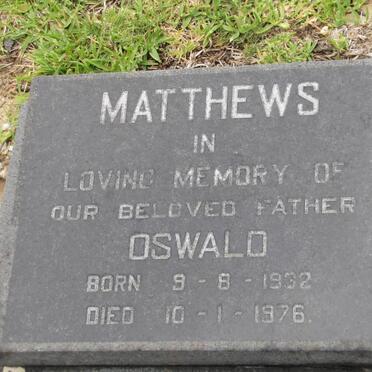 MATTHEWS
IN
LOVING MEMORY OF
OUR BELOVED FATHER
OSWALD
BORN 9 - 8 - 1932
DIED 10 - 1 - 1976.